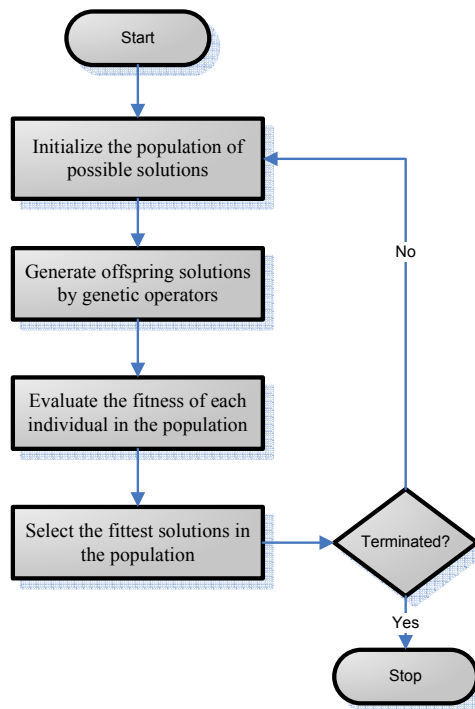 Start
Initialize the population of
possible solutions
No
Generate offspring solutions
by genetic operators
Evaluate the fitness of each
individual in the population
Select the fittest solutions in
the population
Terminated?
Yes
Stop